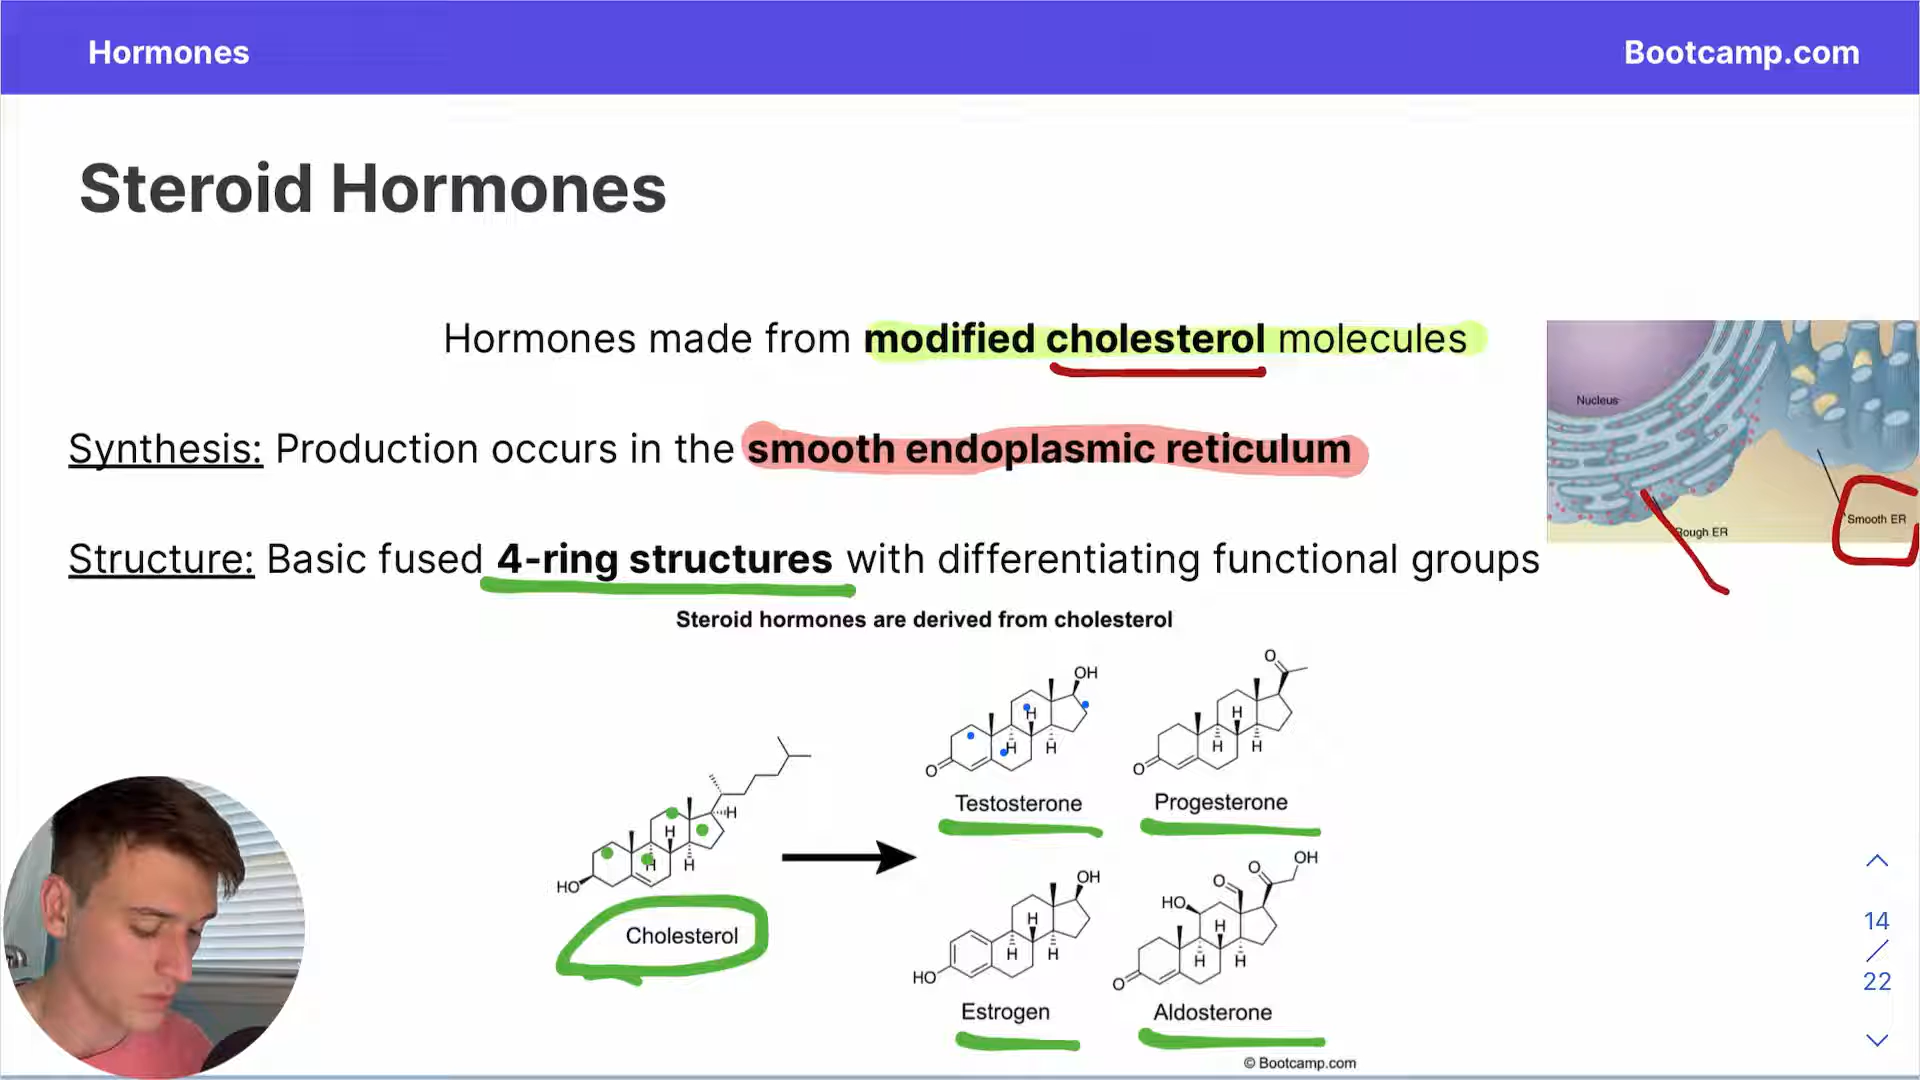 Hormones
Bootcamp.com
Steroid Hormones
Hormones made from modified cholesterol molecules
Synthesis: Production occurs in the smooth endoplasmic reticulum
Structure: Basic fused 4-ring structures with differentiating functional groups
Nucleus
Smooth ER
Rough ER
Steroid hormones are derived from cholesterol
OH
H
H
H
O
Testosterone
O
H
H
H
O
Progesterone
H
H
H
H
HO
Cholesterol
OH
H
H
H
HO
Estrogen
OH
O
O
HO
H
H
H
O
Aldosterone
© Bootcamp.com
14
/
22